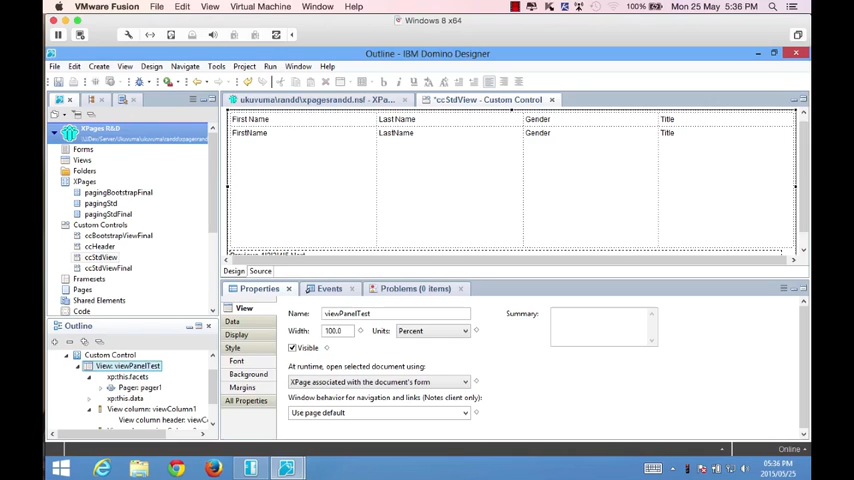 VMware Fusion File Edit View Virtual Machine Window Help
100% Mon 25 May 5:36 PM
Windows 8 x64
Outline - IBM Domino Designer
File Edit Create View Design Navigate Tools Project Run Window Help
ukuvuma\randd\xpagesrandd.nsf - XPa...
*ccStdView - Custom Control
XPages R&D
Forms
Views
Folders
XPages
pagingBootstrapFinal
pagingStd
pagingStdFinal
Custom Controls
ccBootstrapViewFinal
ccHeader
ccStdView
ccStdViewFinal
Framesets
Pages
Shared Elements
Code
First Name Last Name Gender Title
FirstName LastName Gender Title
Design Source
Outline
Custom Control
View: viewPanelTest
xp:this.facets
Pager: pager1
xp:this.data
View column: viewColumn1
View column header: viewCo
Properties Events Problems (0 items)
View
Data
Display
Style
Font
Background
Margins
All Properties
Name: viewPanelTest
Width: 100.0 Units: Percent
Visible
At runtime, open selected document using:
XPage associated with the document's form
Window behavior for navigation and links (Notes client only):
Use page default
Summary:
Online
05:36 PM
2015/05/25